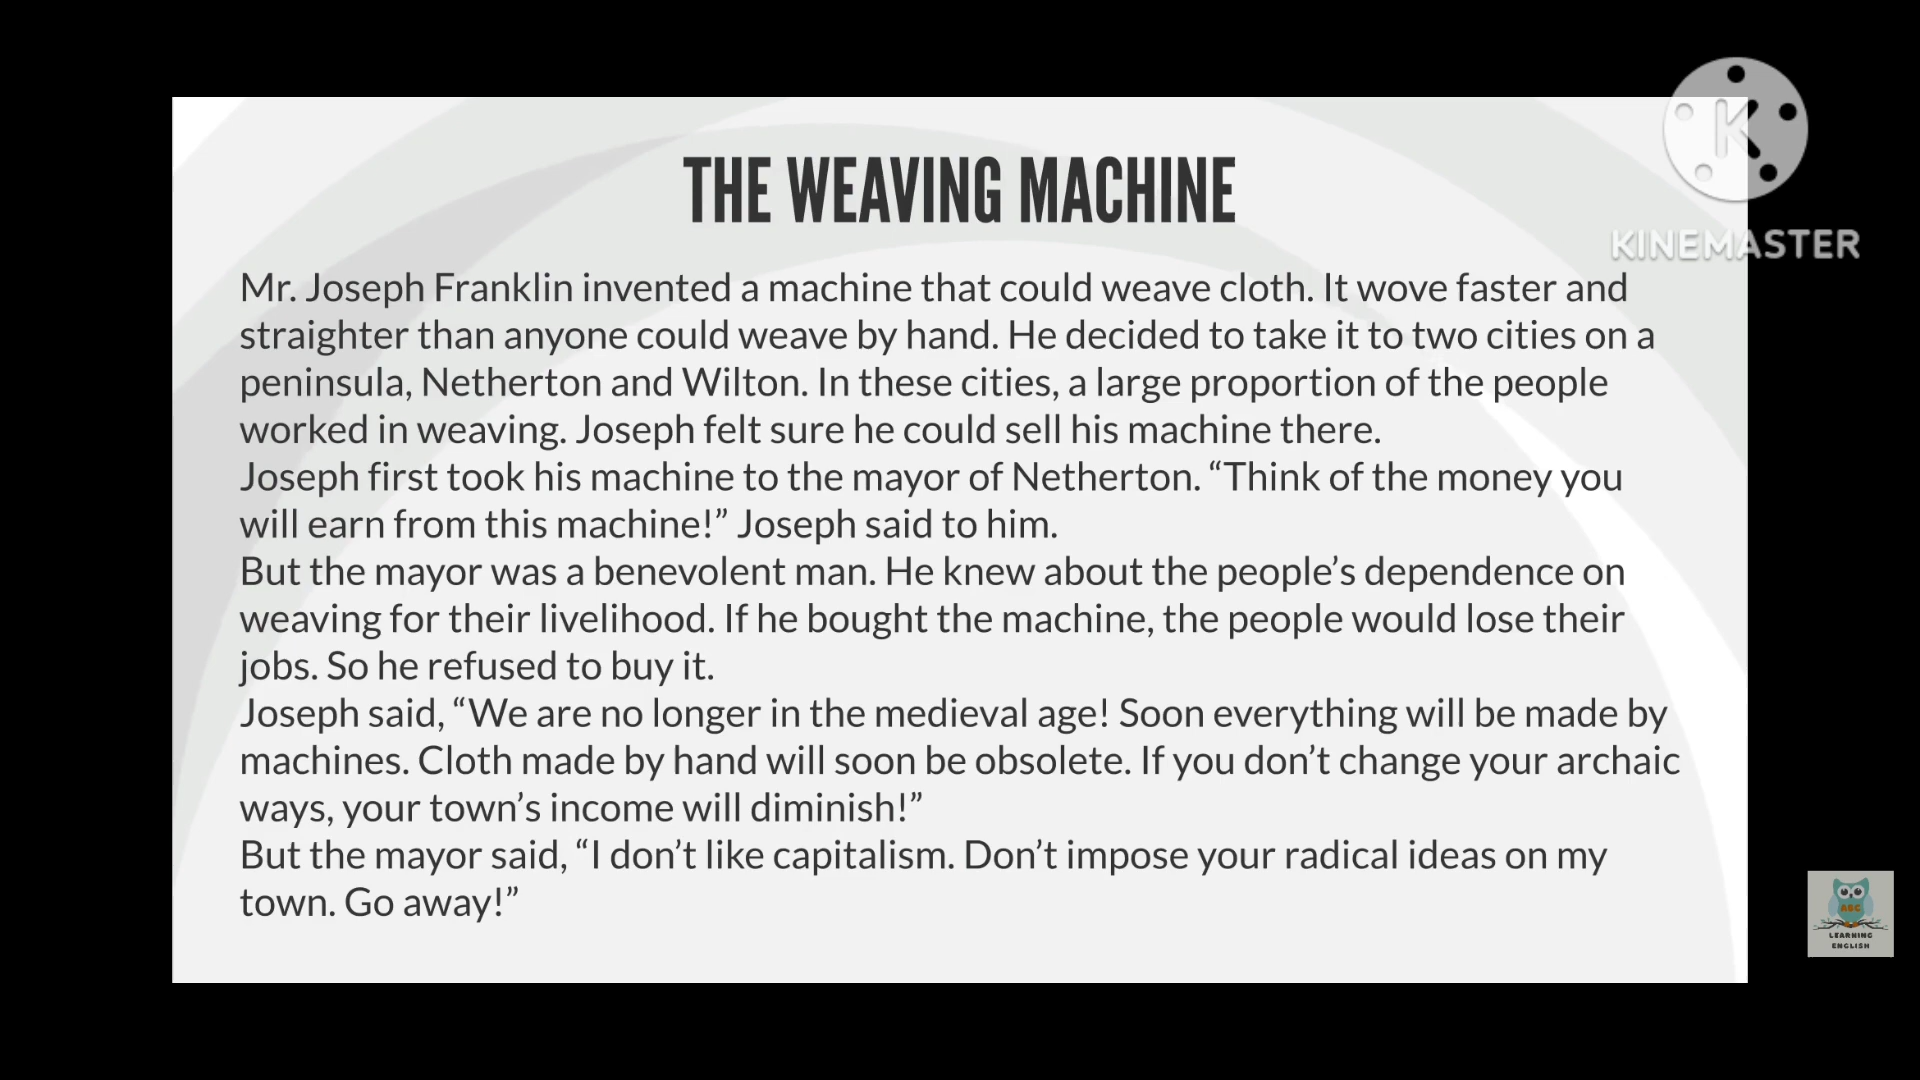 THE WEAVING MACHINE
KINEMASTER
Mr. Joseph Franklin invented a machine that could weave cloth. It wove faster and
straighter than anyone could weave by hand. He decided to take it to two cities on a
peninsula, Netherton and Wilton. In these cities, a large proportion of the people
worked in weaving. Joseph felt sure he could sell his machine there.
Joseph first took his machine to the mayor of Netherton. “Think of the money you
will earn from this machine!” Joseph said to him.
But the mayor was a benevolent man. He knew about the people’s dependence on
weaving for their livelihood. If he bought the machine, the people would lose their
jobs. So he refused to buy it.
Joseph said, “We are no longer in the medieval age! Soon everything will be made by
machines. Cloth made by hand will soon be obsolete. If you don’t change your archaic
ways, your town’s income will diminish!”
But the mayor said, “I don’t like capitalism. Don’t impose your radical ideas on my
town. Go away!”
ABC
LEARNING
ENGLISH